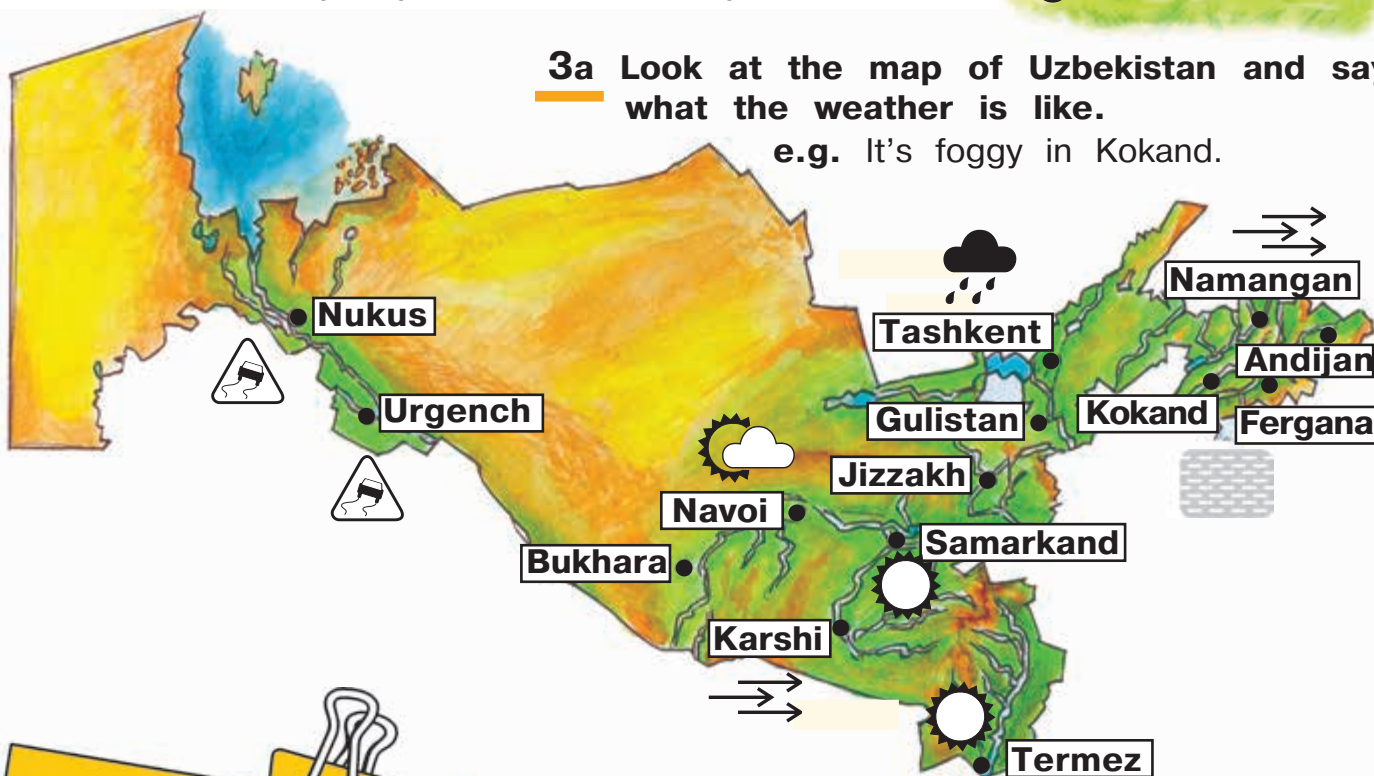 3a Look at the map of Uzbekistan and say
what the weather is like.
e.g. It's foggy in Kokand.
Namangan
Nukus
Tashkent
Andijan
Urgench
Gulistan
Kokand
Fergana
Jizzakh
Navoi
Samarkand
Bukhara
Karshi
Termez